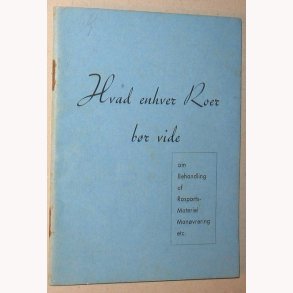 Hvad enhver Roer
bør vide
om
Behandling
af
Rosports-
Materiel
Manøvrering
etc.